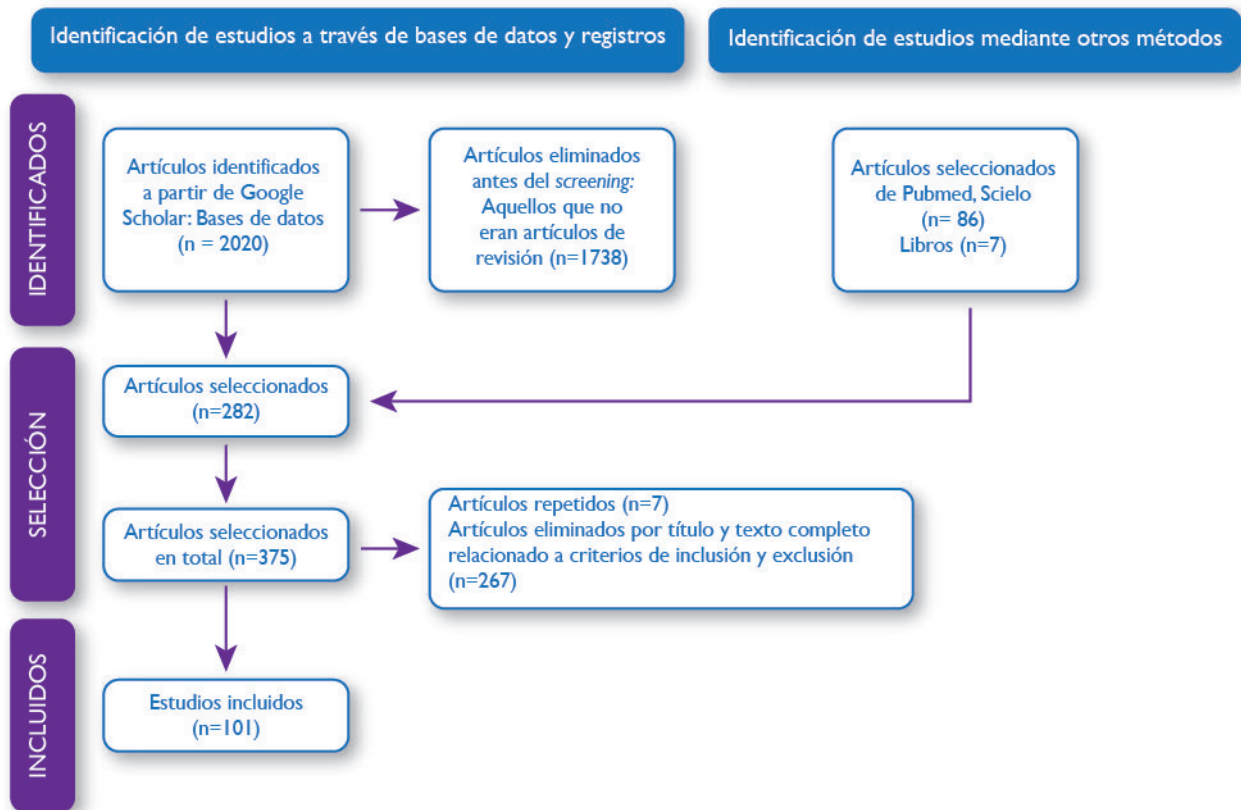 Identificación de estudios a través de bases de datos y registros
Identificación de estudios mediante otros métodos
IDENTIFICADOS
Artículos identificados
a partir de Google
Scholar: Bases de datos
(n = 2020)
Artículos eliminados
antes del screening:
Aquellos que no
eran artículos de
revisión (n=1738)
Artículos seleccionados
de Pubmed, Scielo
(n= 86)
Libros (n=7)
SELECCIÓN
Artículos seleccionados
(n=282)
Artículos seleccionados
en total (n=375)
Artículos repetidos (n=7)
Artículos eliminados por título y texto completo
relacionado a criterios de inclusión y exclusión
(n=267)
INCLUIDOS
Estudios incluidos
(n=101)